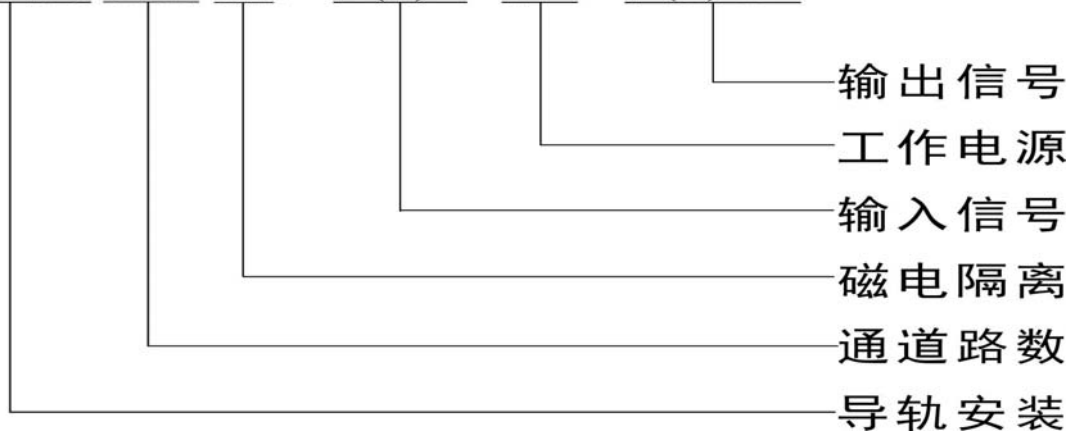 输出信号
工作电源
输入信号
磁电隔离
通道路数
导轨安装